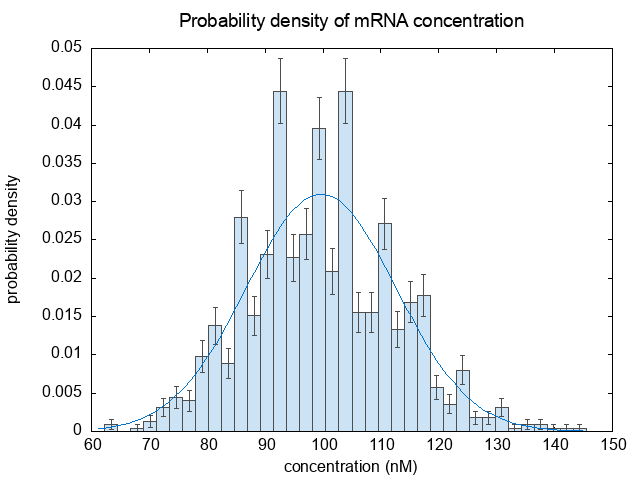 Probability density of mRNA concentration
0.05
0.045
0.04
0.035
0.03
0.025
0.02
0.015
0.01
0.005
0
probability density
60 70 80 90 100 110 120 130 140 150
concentration (nM)